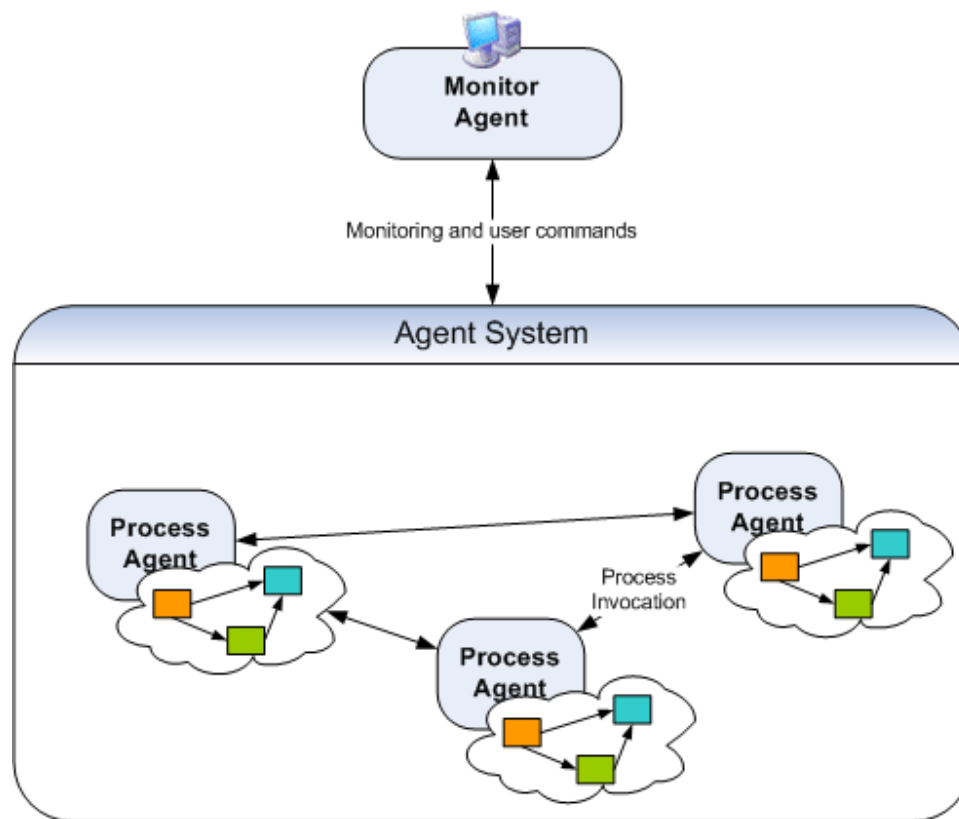 Monitor
Agent
Monitoring and user commands
Agent System
Process
Agent
Process
Agent
Process
Invocation
Process
Agent